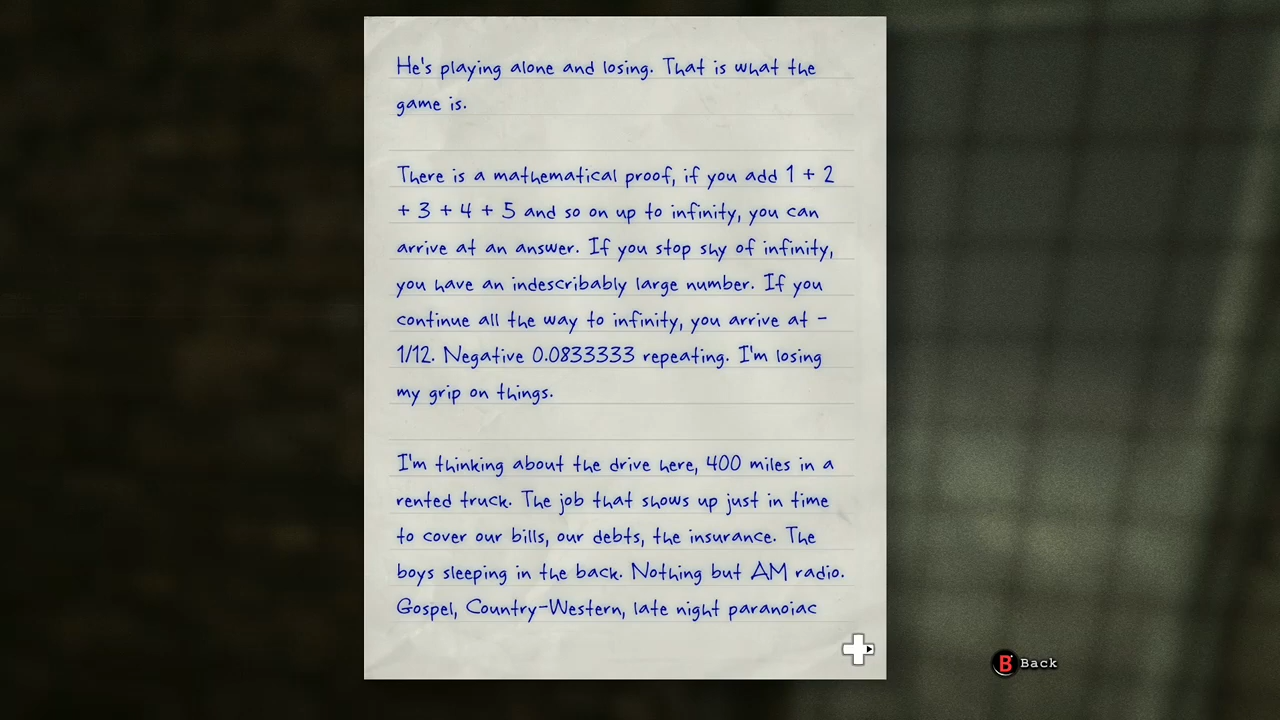 He's playing alone and losing. That is what the
game is.
There is a mathematical proof, if you add 1 + 2
+ 3 + 4 + 5 and so on up to infinity, you can
arrive at an answer. If you stop shy of infinity,
you have an indescribably large number. If you
continue all the way to infinity, you arrive at -
1/12. Negative 0.0833333 repeating. I'm losing
my grip on things.
I'm thinking about the drive here, 400 miles in a
rented truck. The job that shows up just in time
to cover our bills, our debts, the insurance. The
boys sleeping in the back. Nothing but AM radio.
Gospel, Country-Western, late night paranoiac
B Back